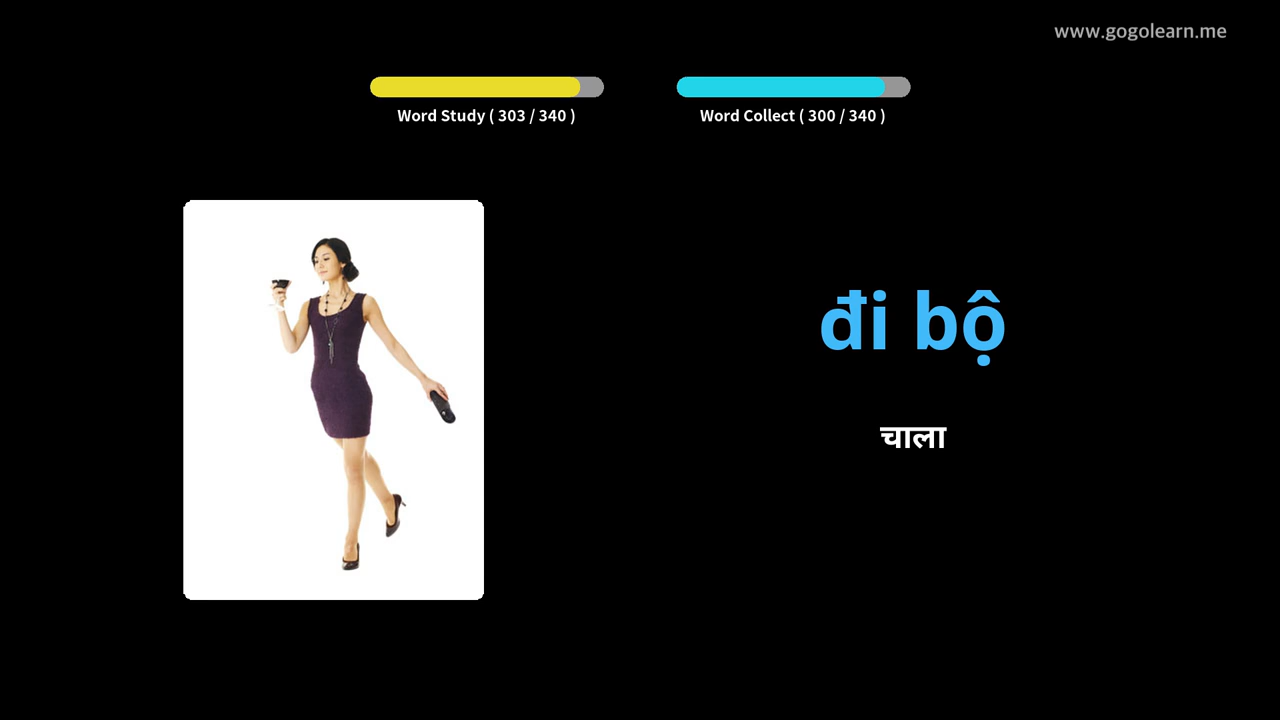 www.gogolearn.me
Word Study ( 303 / 340 )
Word Collect ( 300 / 340 )
đi bộ
चाला